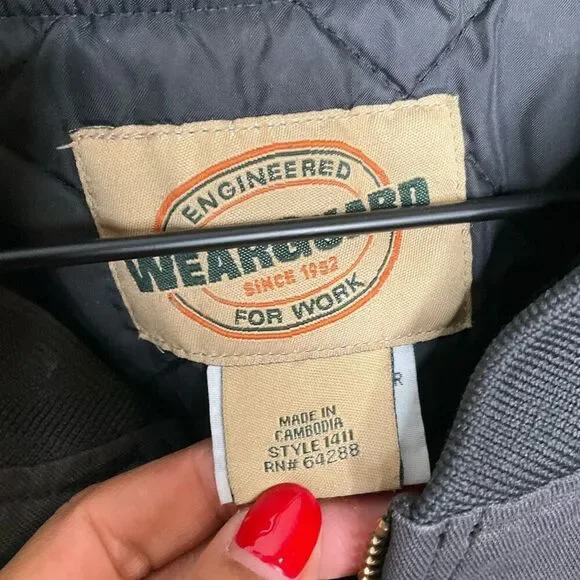 ENGINEERED
WEARGUARD
SINCE 1952
FOR WORK
R
MADE IN
CAMBODIA
STYLE 1411
RN# 64288